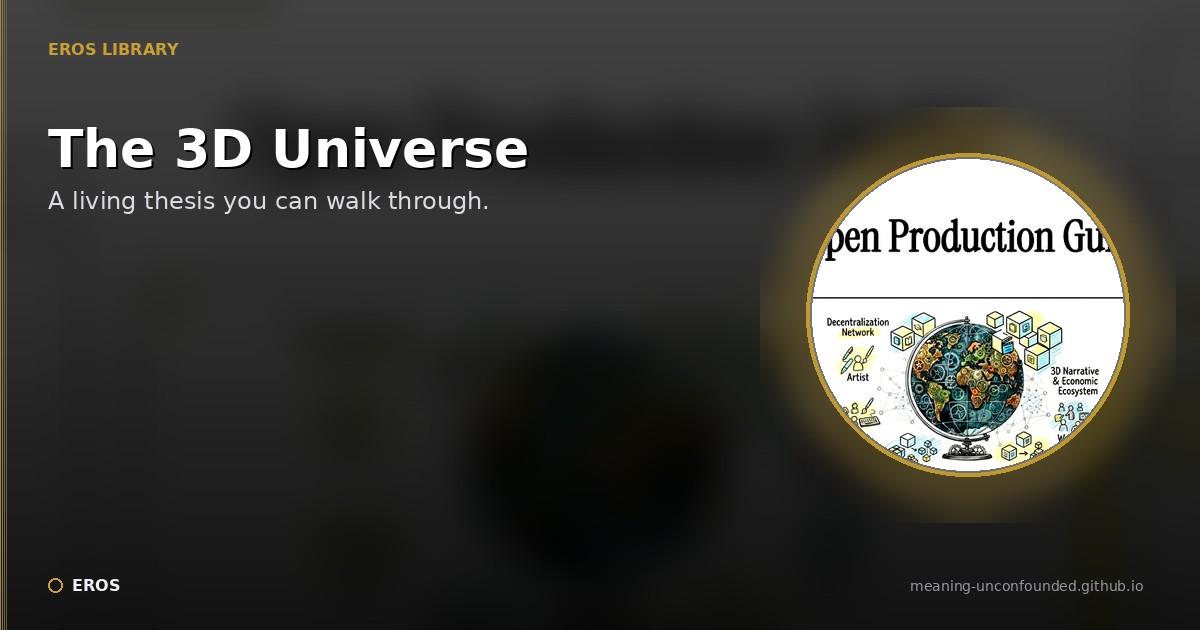 EROS LIBRARY
The 3D Universe
A living thesis you can walk through.
pen Production Gui
Decentralization
Network
Artist
3D Narrative
& Economic
Ecosystem
EROS
meaning-unconfounded.github.io